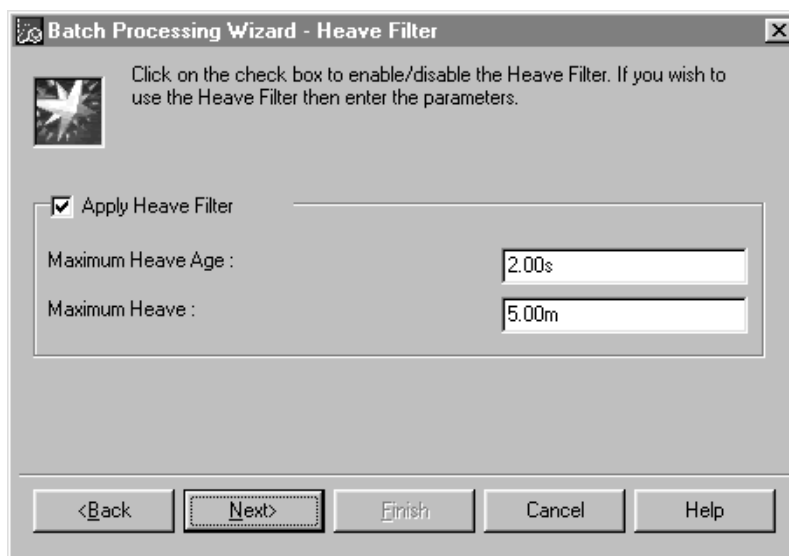 Batch Processing Wizard - Heave Filter
Click on the check box to enable/disable the Heave Filter. If you wish to
use the Heave Filter then enter the parameters.
Apply Heave Filter
Maximum Heave Age :
2.00s
Maximum Heave :
5.00m
<Back
Next>
Finish
Cancel
Help